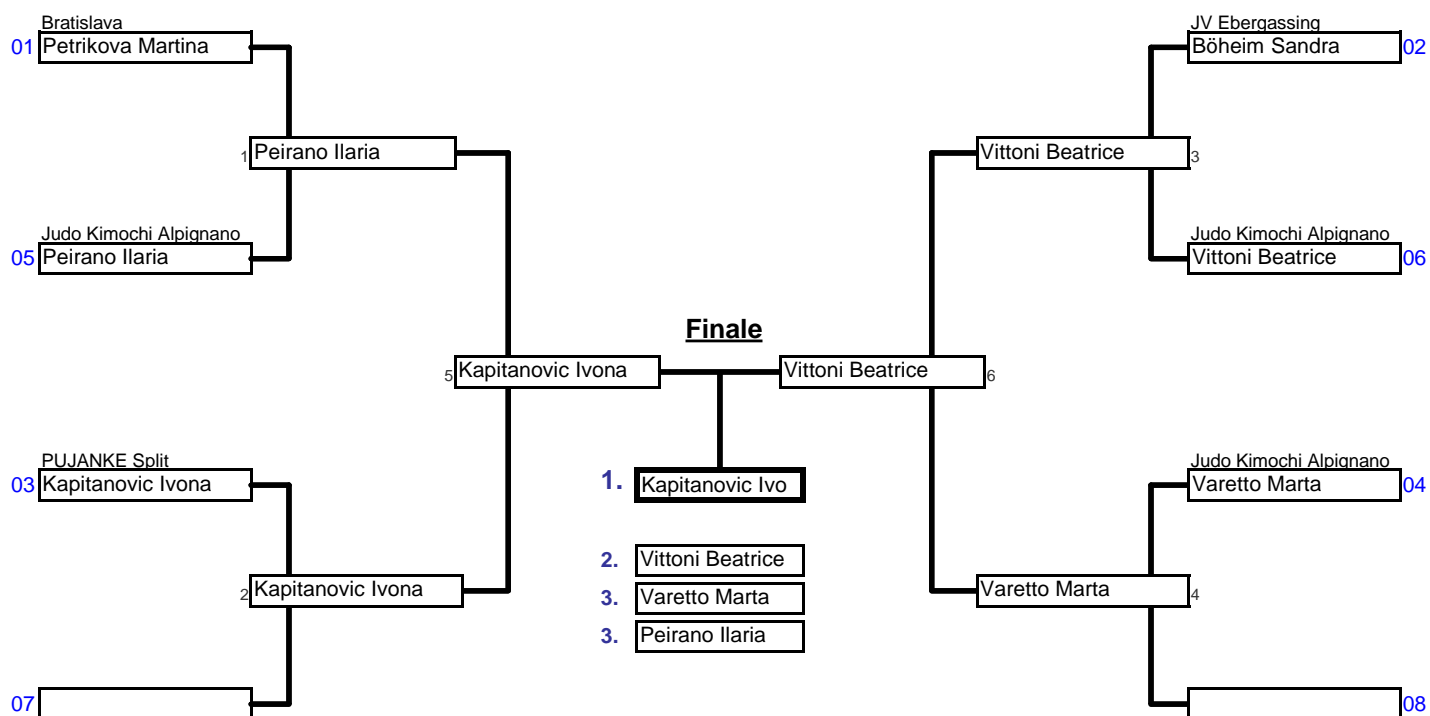 Bratislava
01 Petrikova Martina
JV Ebergassing
Böheim Sandra 02
1 Peirano Ilaria
Vittoni Beatrice 3
Judo Kimochi Alpignano
05 Peirano Ilaria
Judo Kimochi Alpignano
Vittoni Beatrice 06
Finale
5 Kapitanovic Ivona
Vittoni Beatrice 6
PUJANKE Split
03 Kapitanovic Ivona
1. Kapitanovic Ivo
Judo Kimochi Alpignano
Varetto Marta 04
2. Vittoni Beatrice
2 Kapitanovic Ivona
3. Varetto Marta
Varetto Marta 4
3. Peirano Ilaria
07
08